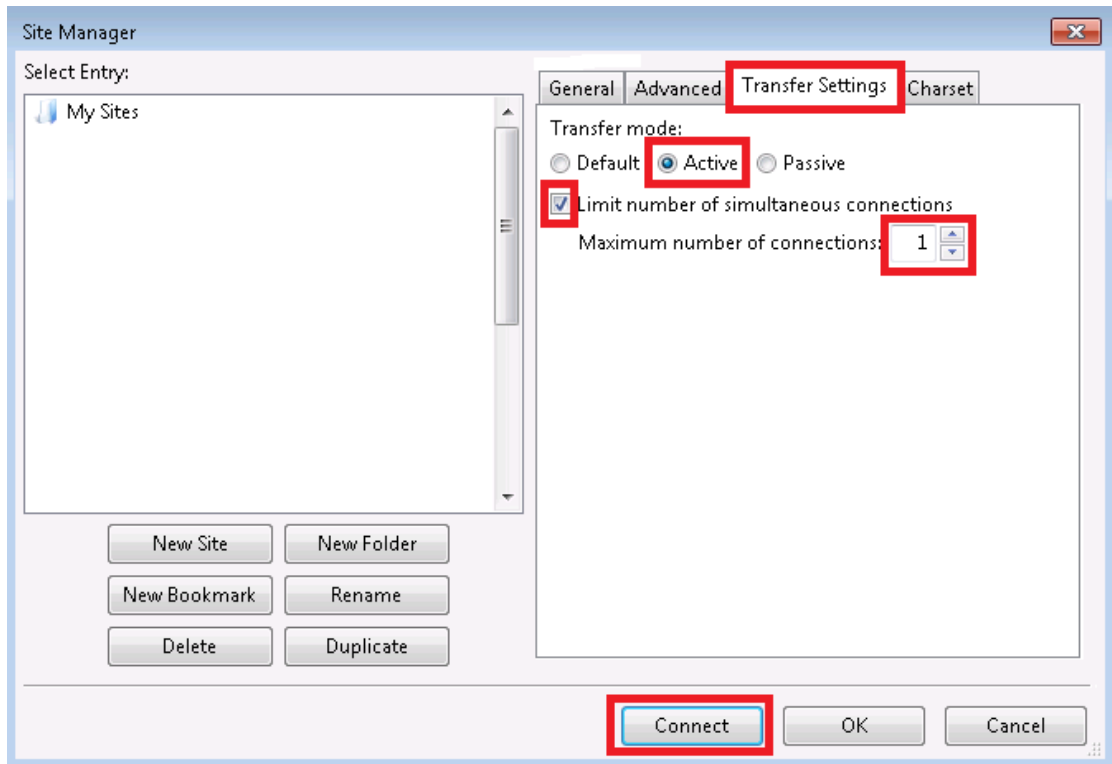 Site Manager
Select Entry:
My Sites
New Site
New Folder
New Bookmark
Rename
Delete
Duplicate
General
Advanced
Transfer Settings
Charset
Transfer mode:
Default
Active
Passive
Limit number of simultaneous connections
Maximum number of connections:
1
Connect
OK
Cancel